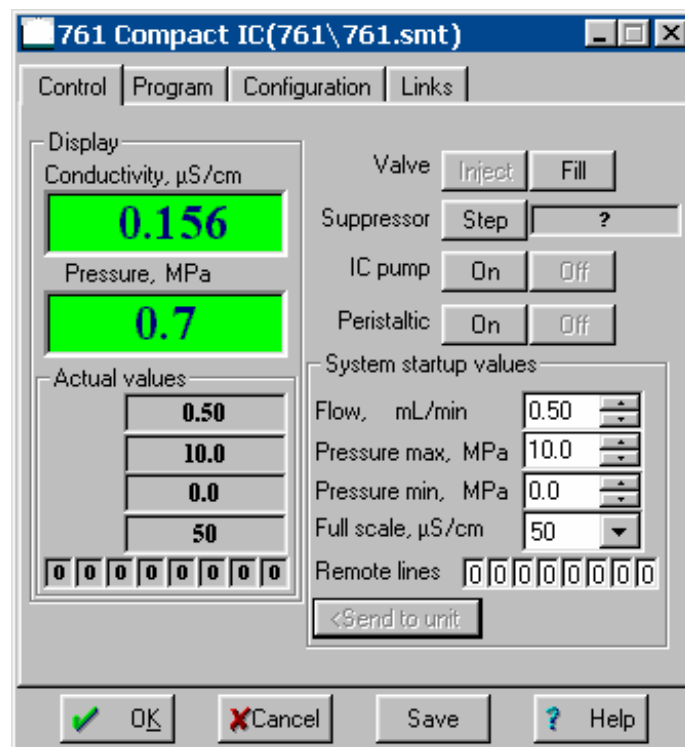 761 Compact IC(761\761.smt)
Control Program Configuration Links
Display
Conductivity, µS/cm
0.156
Pressure, MPa
0.7
Actual values
0.50
10.0
0.0
50
0 0 0 0 0 0 0 0
Valve Inject Fill
Suppressor Step ?
IC pump On Off
Peristaltic On Off
System startup values
Flow, mL/min 0.50
Pressure max, MPa 10.0
Pressure min, MPa 0.0
Full scale, µS/cm 50
Remote lines 0 0 0 0 0 0 0 0
<Send to unit
OK Cancel Save ? Help